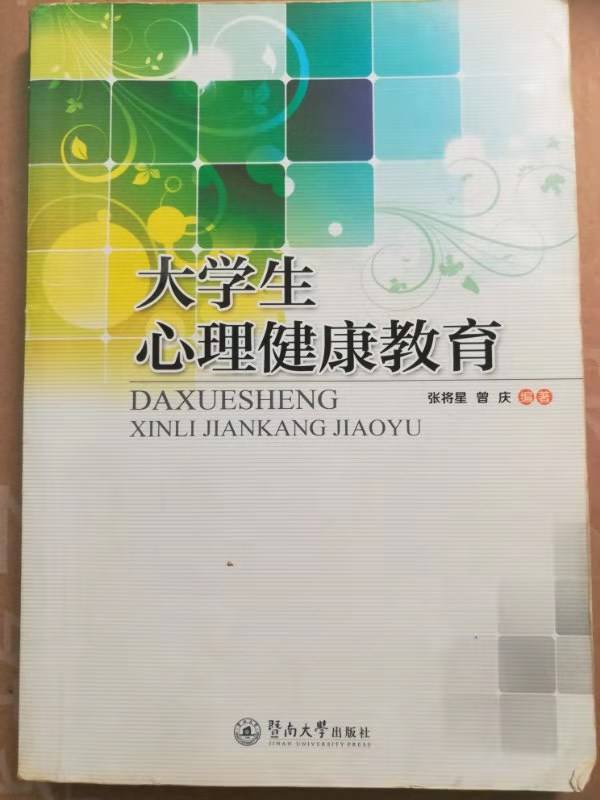 大学生
心理健康教育
DAXUESHENG
XINLI JIANKANG JIAOYU
张将星 曾 庆 编著
暨南大学出版社
JINAN UNIVERSITY PRESS